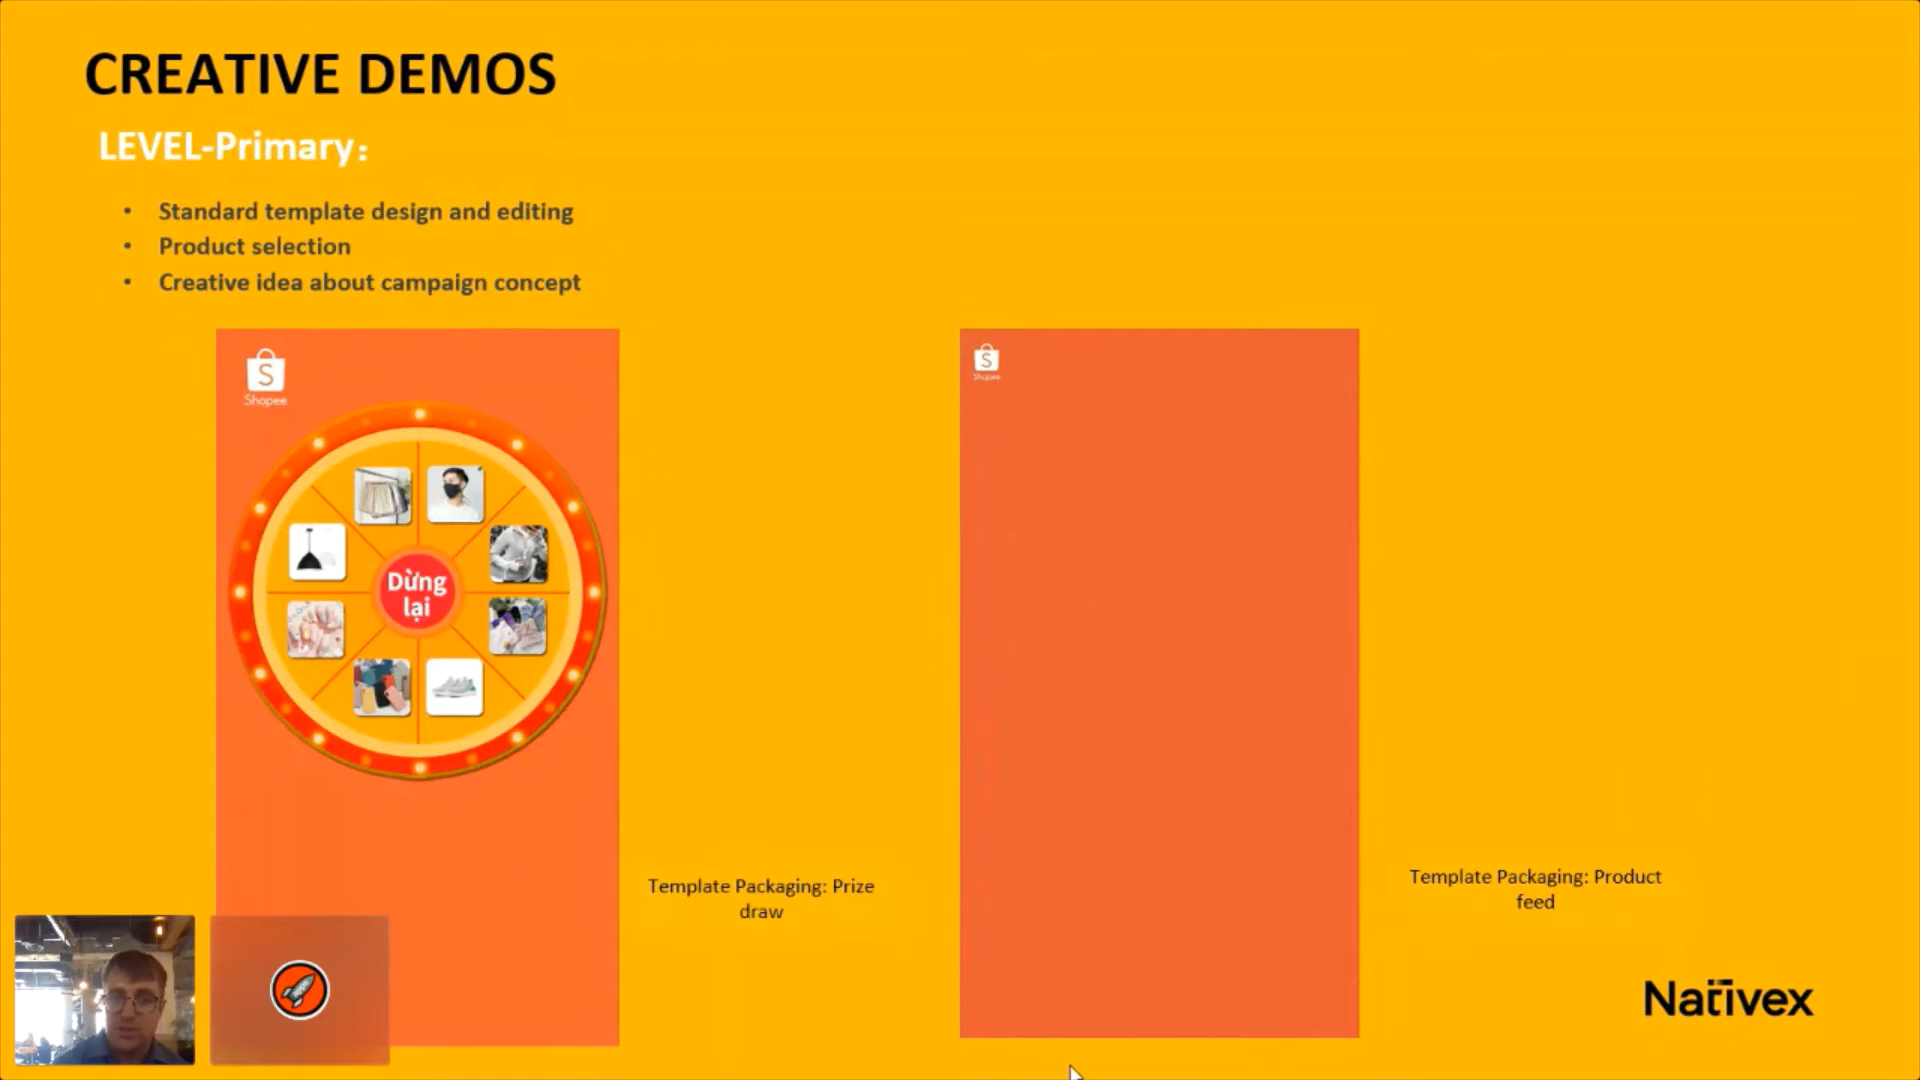 CREATIVE DEMOS
LEVEL-Primary：
• Standard template design and editing
• Product selection
• Creative idea about campaign concept
S
Shopee
Dừng
lại
Template Packaging: Prize
draw
S
Shopee
Template Packaging: Product
feed
Nativex